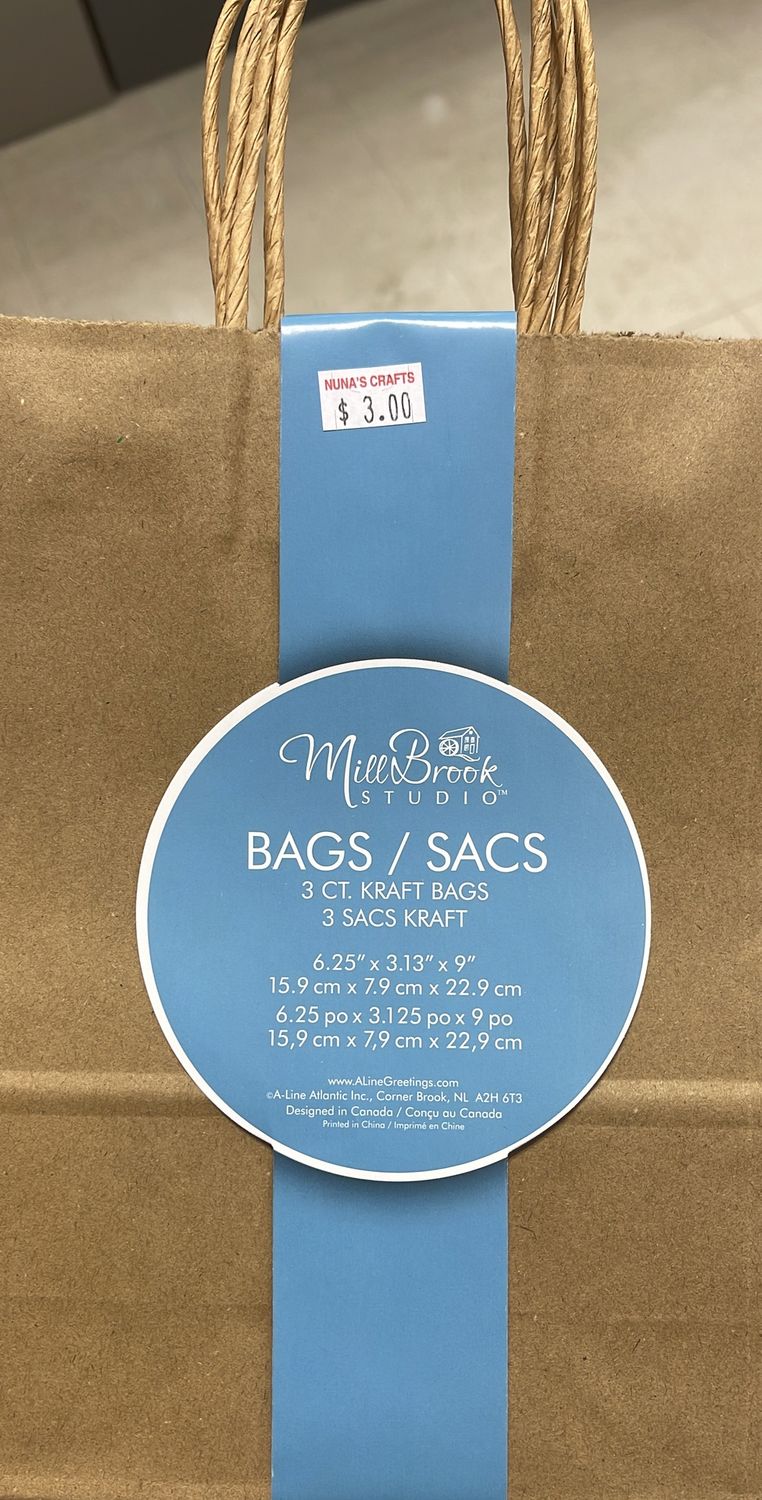 NUNA'S CRAFTS
$ 3.00
MillBrook
STUDIO™
BAGS / SACS
3 CT. KRAFT BAGS
3 SACS KRAFT
6.25" x 3.13" x 9"
15.9 cm x 7.9 cm x 22.9 cm
6.25 po x 3.125 po x 9 po
15,9 cm x 7,9 cm x 22,9 cm
www.ALineGreetings.com
©A-Line Atlantic Inc., Corner Brook, NL A2H 6T3
Designed in Canada / Conçu au Canada
Printed in China / Imprimé en Chine